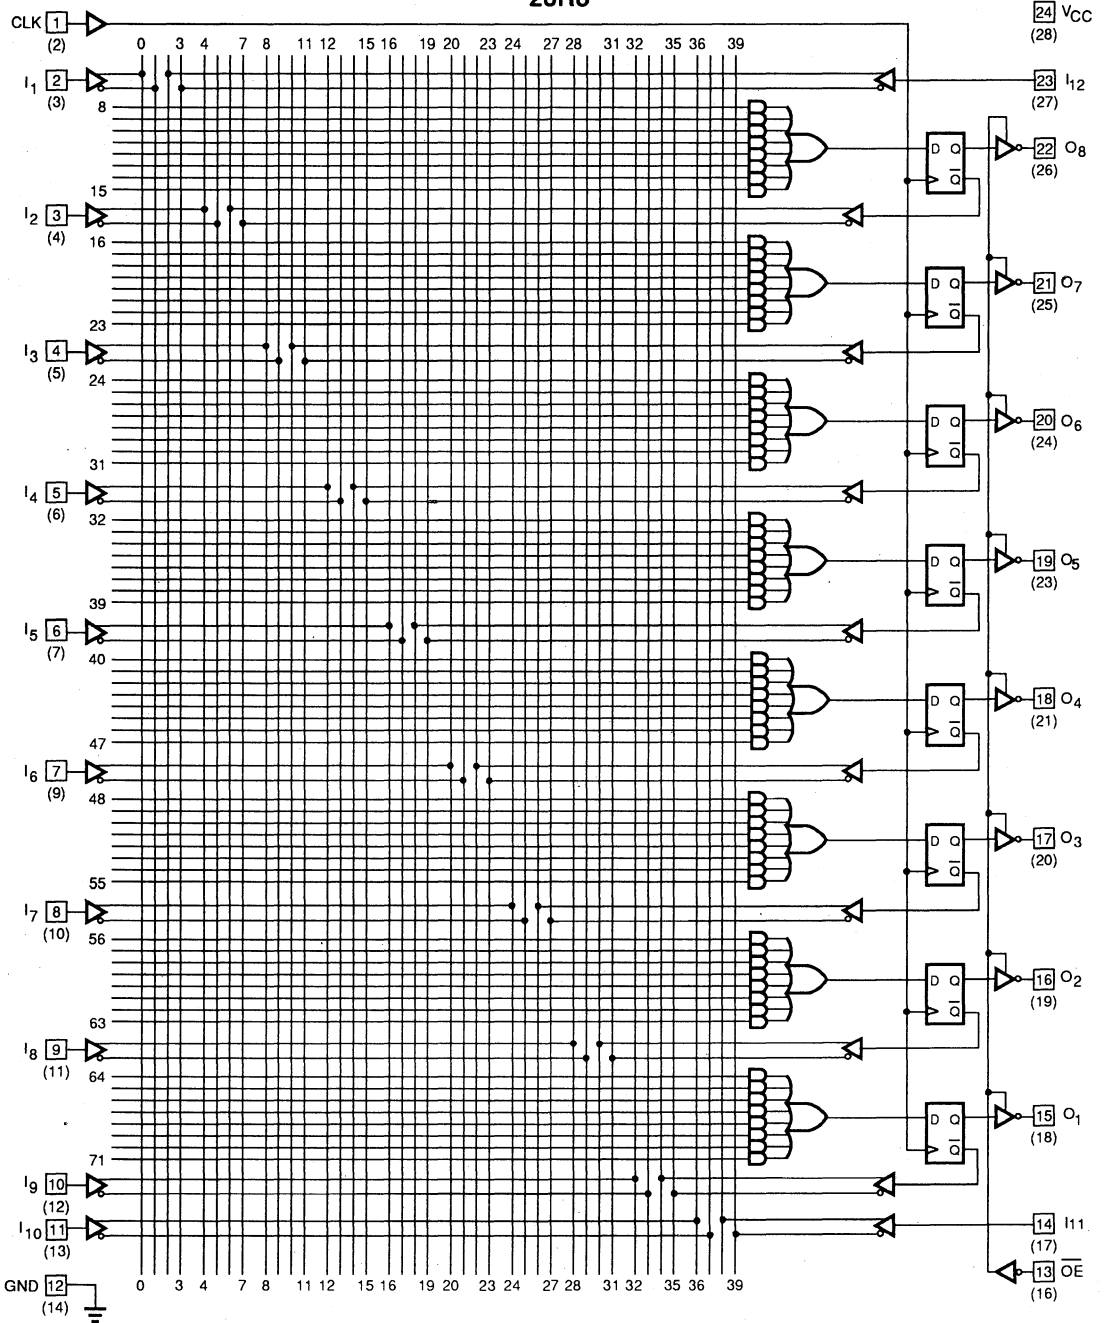 20R8
CLK 1 (2)
24 VCC (28)
0 3 4 7 8 11 12 15 16 19 20 23 24 27 28 31 32 35 36 39
I1 2 (3)
23 I12 (27)
8
D Q Q̅
22 O8 (26)
15
I2 3 (4)
16
D Q Q̅
21 O7 (25)
23
I3 4 (5)
24
D Q Q̅
20 O6 (24)
31
I4 5 (6)
32
D Q Q̅
19 O5 (23)
39
I5 6 (7)
40
D Q Q̅
18 O4 (21)
47
I6 7 (9)
48
D Q Q̅
17 O3 (20)
55
I7 8 (10)
56
D Q Q̅
16 O2 (19)
63
I8 9 (11)
64
D Q Q̅
15 O1 (18)
71
I9 10 (12)
I10 11 (13)
14 I11 (17)
0 3 4 7 8 11 12 15 16 19 20 23 24 27 28 31 32 35 36 39
GND 12 (14)
13 O̅E̅ (16)